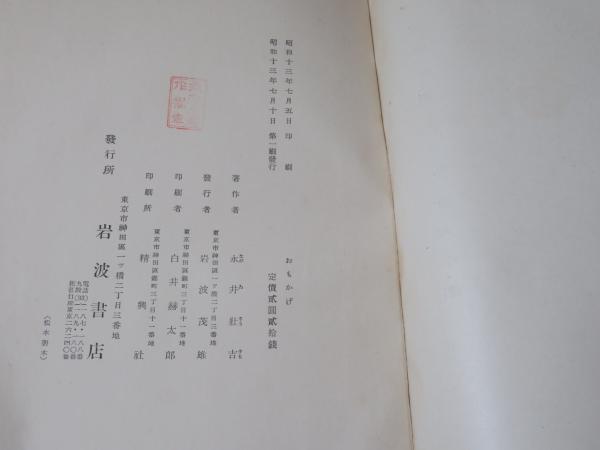 昭和十三年七月五日 印刷
昭和十三年七月十日 第一刷發行
おもかげ
定價貳圓貳拾錢
著作者 永井壯吉
東京市神田區一ツ橋二丁目三番地
發行者 岩波茂雄
東京市神田區錦町三丁目十一番地
印刷者 白井赫太郎
東京市神田區錦町三丁目十一番地
印刷所 精興社
發行所
東京市神田區一ツ橋二丁目三番地
岩波書店
(松本製本)